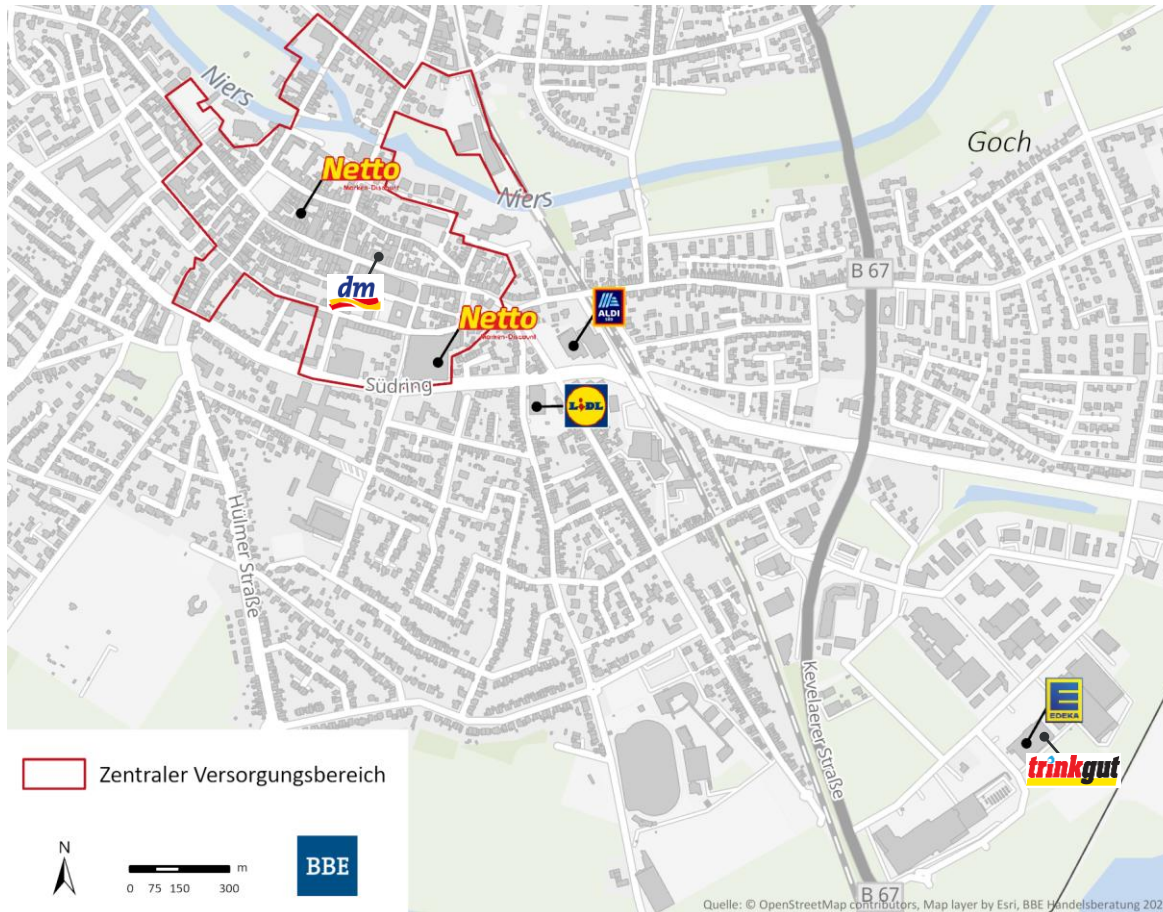 Niers
Goch
Netto
Marken-Discount
Niers
B 67
dm
ALDI
SÜD
Netto
Marken-Discount
Südring
LIDL
Hülmer Straße
Kevelaerer Straße
E
EDEKA
trinkgut
Zentraler Versorgungsbereich
N
m
0 75 150 300
BBE
B 67
Quelle: © OpenStreetMap contributors, Map layer by Esri, BBE Handelsberatung 202